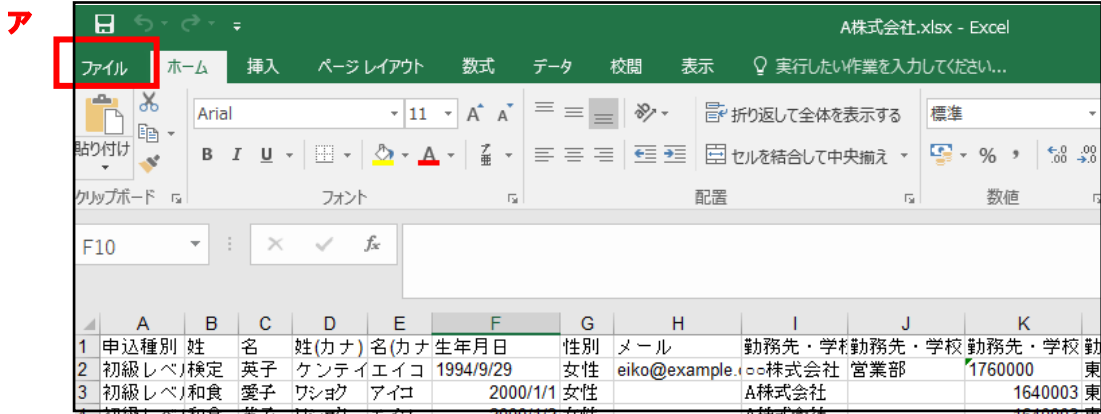 ア
A株式会社.xlsx - Excel
ファイル ホーム 挿入 ページ レイアウト 数式 データ 校閲 表示 実行したい作業を入力してください...
Arial 11 A A 折り返して全体を表示する 標準
貼り付け B I U A セルを結合して中央揃え % ,
クリップボード フォント 配置 数値
F10 fx
A B C D E F G H I J K
1 申込種別 姓 名 姓(カナ) 名(カナ 生年月日 性別 メール 勤務先・学校 勤務先・学校 勤務先・学校 勤
2 初級レベル 検定 英子 ケンテイ エイコ 1994/9/29 女性 eiko@example. ○○株式会社 営業部 1760000 東
3 初級レベル 和食 愛子 ワショク アイコ 2000/1/1 女性 A株式会社 1640003 東